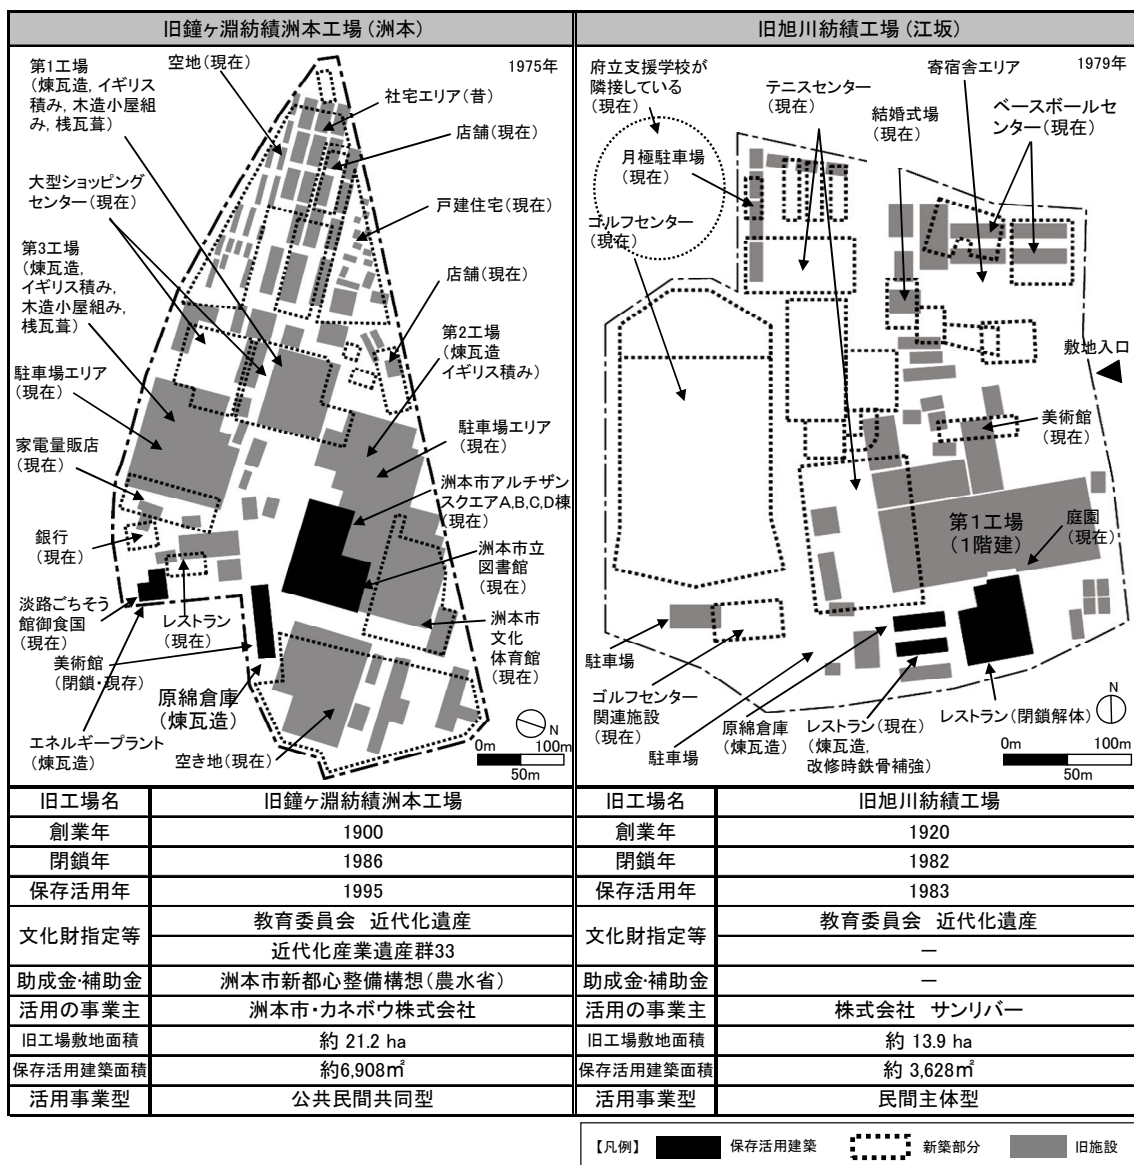 旧鐘ヶ淵紡績洲本工場（洲本）
1975年
第1工場
(煉瓦造, イギリス
積み, 木造小屋組
み, 桟瓦葺)
空地(現在)
社宅エリア(昔)
店舗(現在)
大型ショッピング
センター(現在)
戸建住宅(現在)
第3工場
(煉瓦造,
イギリス積み,
木造小屋組み,
桟瓦葺)
店舗(現在)
第2工場
(煉瓦造
イギリス積み)
駐車場エリア
(現在)
駐車場エリア
(現在)
家電量販店
(現在)
洲本市アルチザン
スクエアA,B,C,D棟
(現在)
銀行
(現在)
洲本市立
図書館
(現在)
淡路ごちそう
館御食国
(現在)
レストラン
(現在)
洲本市
文化
体育館
(現在)
美術館
(閉鎖・現存)
原綿倉庫
(煉瓦造)
エネルギープラント
(煉瓦造)
空き地(現在)
N
0m
100m
50m
旧旭川紡績工場（江坂）
1979年
府立支援学校が
隣接している
(現在)
テニスセンター
(現在)
寄宿舎エリア
結婚式場
(現在)
ベースボールセ
ンター(現在)
月極駐車場
(現在)
ゴルフセンター
(現在)
敷地入口
美術館
(現在)
第1工場
(1階建)
庭園
(現在)
駐車場
ゴルフセンター
関連施設
(現在)
駐車場
原綿倉庫
(煉瓦造)
レストラン(現在)
(煉瓦造,
改修時鉄骨補強)
レストラン(閉鎖解体)
N
0m
100m
50m
旧工場名 旧鐘ヶ淵紡績洲本工場 旧工場名 旧旭川紡績工場
創業年 1900 創業年 1920
閉鎖年 1986 閉鎖年 1982
保存活用年 1995 保存活用年 1983
文化財指定等 教育委員会 近代化遺産 文化財指定等 教育委員会 近代化遺産
近代化産業遺産群33 －
助成金・補助金 洲本市新都心整備構想（農水省） 助成金・補助金 －
活用の事業主 洲本市・カネボウ株式会社 活用の事業主 株式会社 サンリバー
旧工場敷地面積 約 21.2 ha 旧工場敷地面積 約 13.9 ha
保存活用建築面積 約6,908㎡ 保存活用建築面積 約 3,628㎡
活用事業型 公共民間共同型 活用事業型 民間主体型
【凡例】 保存活用建築 新築部分 旧施設